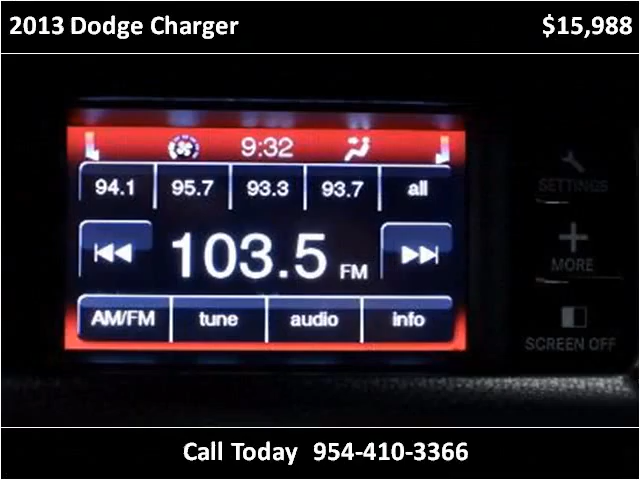 2013 Dodge Charger $15,988
9:32
94.1 95.7 93.3 93.7 all
103.5 FM
AM/FM tune audio info
SETTINGS
MORE
SCREEN OFF
Call Today 954-410-3366